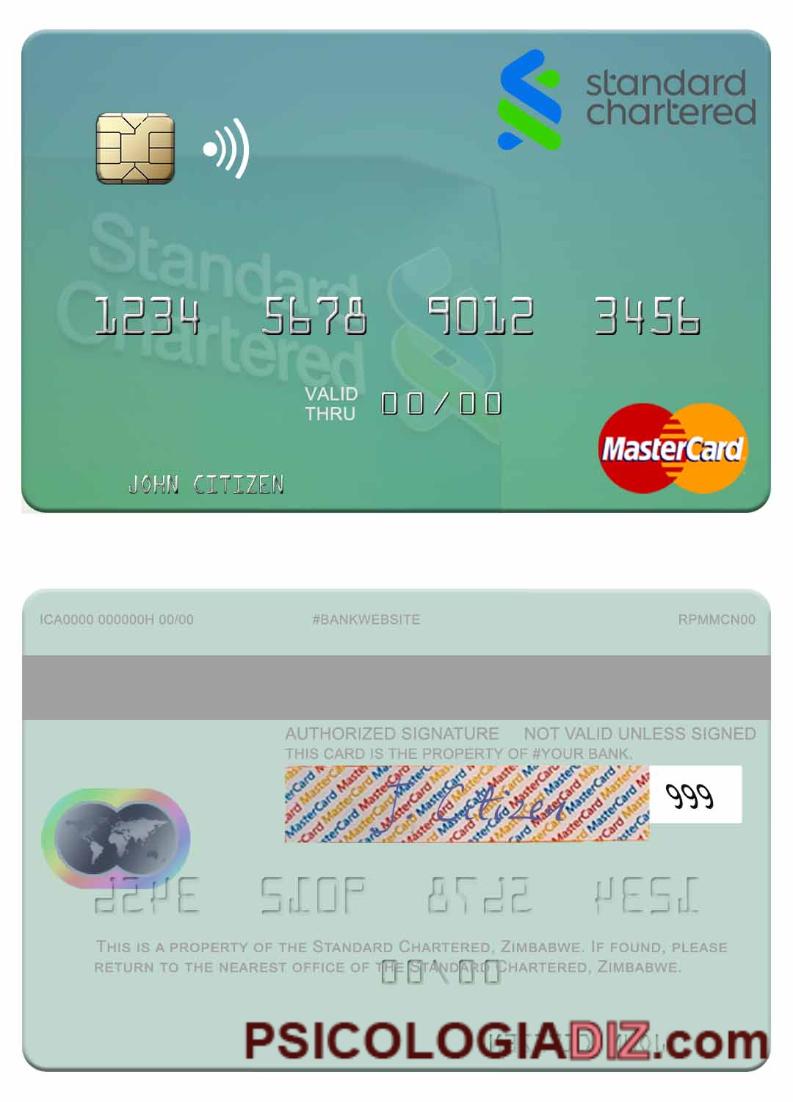 standard
chartered
Standard
Chartered
1234 5678 9012 3456
VALID
THRU 00/00
MasterCard
JOHN CITIZEN
ICA0000 000000H 00/00 #BANKWEBSITE RPMMCN00
AUTHORIZED SIGNATURE NOT VALID UNLESS SIGNED
THIS CARD IS THE PROPERTY OF #YOUR BANK.
J. Citizen
999
THIS IS A PROPERTY OF THE STANDARD CHARTERED, ZIMBABWE. IF FOUND, PLEASE
RETURN TO THE NEAREST OFFICE OF THE STANDARD CHARTERED, ZIMBABWE.
PSICOLOGIADIZ.com